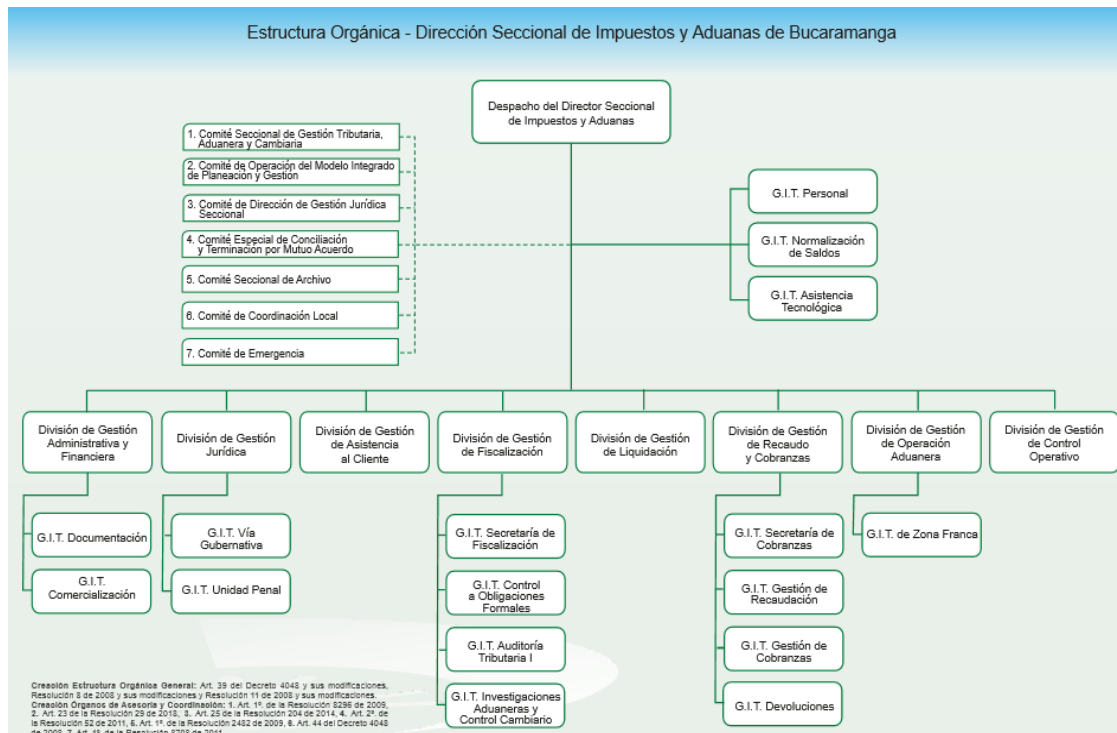 Estructura Orgánica - Dirección Seccional de Impuestos y Aduanas de Bucaramanga
Despacho del Director Seccional
de Impuestos y Aduanas
1. Comité Seccional de Gestión Tributaria,
Aduanera y Cambiaria
2. Comité de Operación del Modelo Integrado
de Planeación y Gestión
3. Comité de Dirección de Gestión Jurídica
Seccional
4. Comité Especial de Conciliación
y Terminación por Mutuo Acuerdo
5. Comité Seccional de Archivo
6. Comité de Coordinación Local
7. Comité de Emergencia
G.I.T. Personal
G.I.T. Normalización
de Saldos
G.I.T. Asistencia
Tecnológica
División de Gestión
Administrativa y
Financiera
División de Gestión
Jurídica
División de Gestión
de Asistencia
al Cliente
División de Gestión
de Fiscalización
División de Gestión
de Liquidación
División de Gestión
de Recaudo
y Cobranzas
División de Gestión
de Operación
Aduanera
División de Gestión
de Control
Operativo
G.I.T. Documentación
G.I.T.
Comercialización
G.I.T. Vía
Gubernativa
G.I.T. Unidad Penal
G.I.T. Secretaría de
Fiscalización
G.I.T. Control
a Obligaciones
Formales
G.I.T. Auditoría
Tributaria I
G.I.T. Investigaciones
Aduaneras y
Control Cambiario
G.I.T. Secretaría de
Cobranzas
G.I.T. Gestión de
Recaudación
G.I.T. Gestión de
Cobranzas
G.I.T. Devoluciones
G.I.T. de Zona Franca
Creación Estructura Orgánica General: Art. 39 del Decreto 4048 y sus modificaciones,
Resolución 8 de 2008 y sus modificaciones y Resolución 11 de 2008 y sus modificaciones.
Creación Órganos de Asesoría y Coordinación: 1. Art. 1º. de la Resolución 8296 de 2009,
2. Art. 23 de la Resolución 29 de 2018, 3. Art. 25 de la Resolución 204 de 2014, 4. Art. 2º. de
la Resolución 52 de 2011, 5. Art. 1º. de la Resolución 2482 de 2009, 6. Art. 44 del Decreto 4048
de 2008, 7. Art. de la Resolución 8708 de 2011